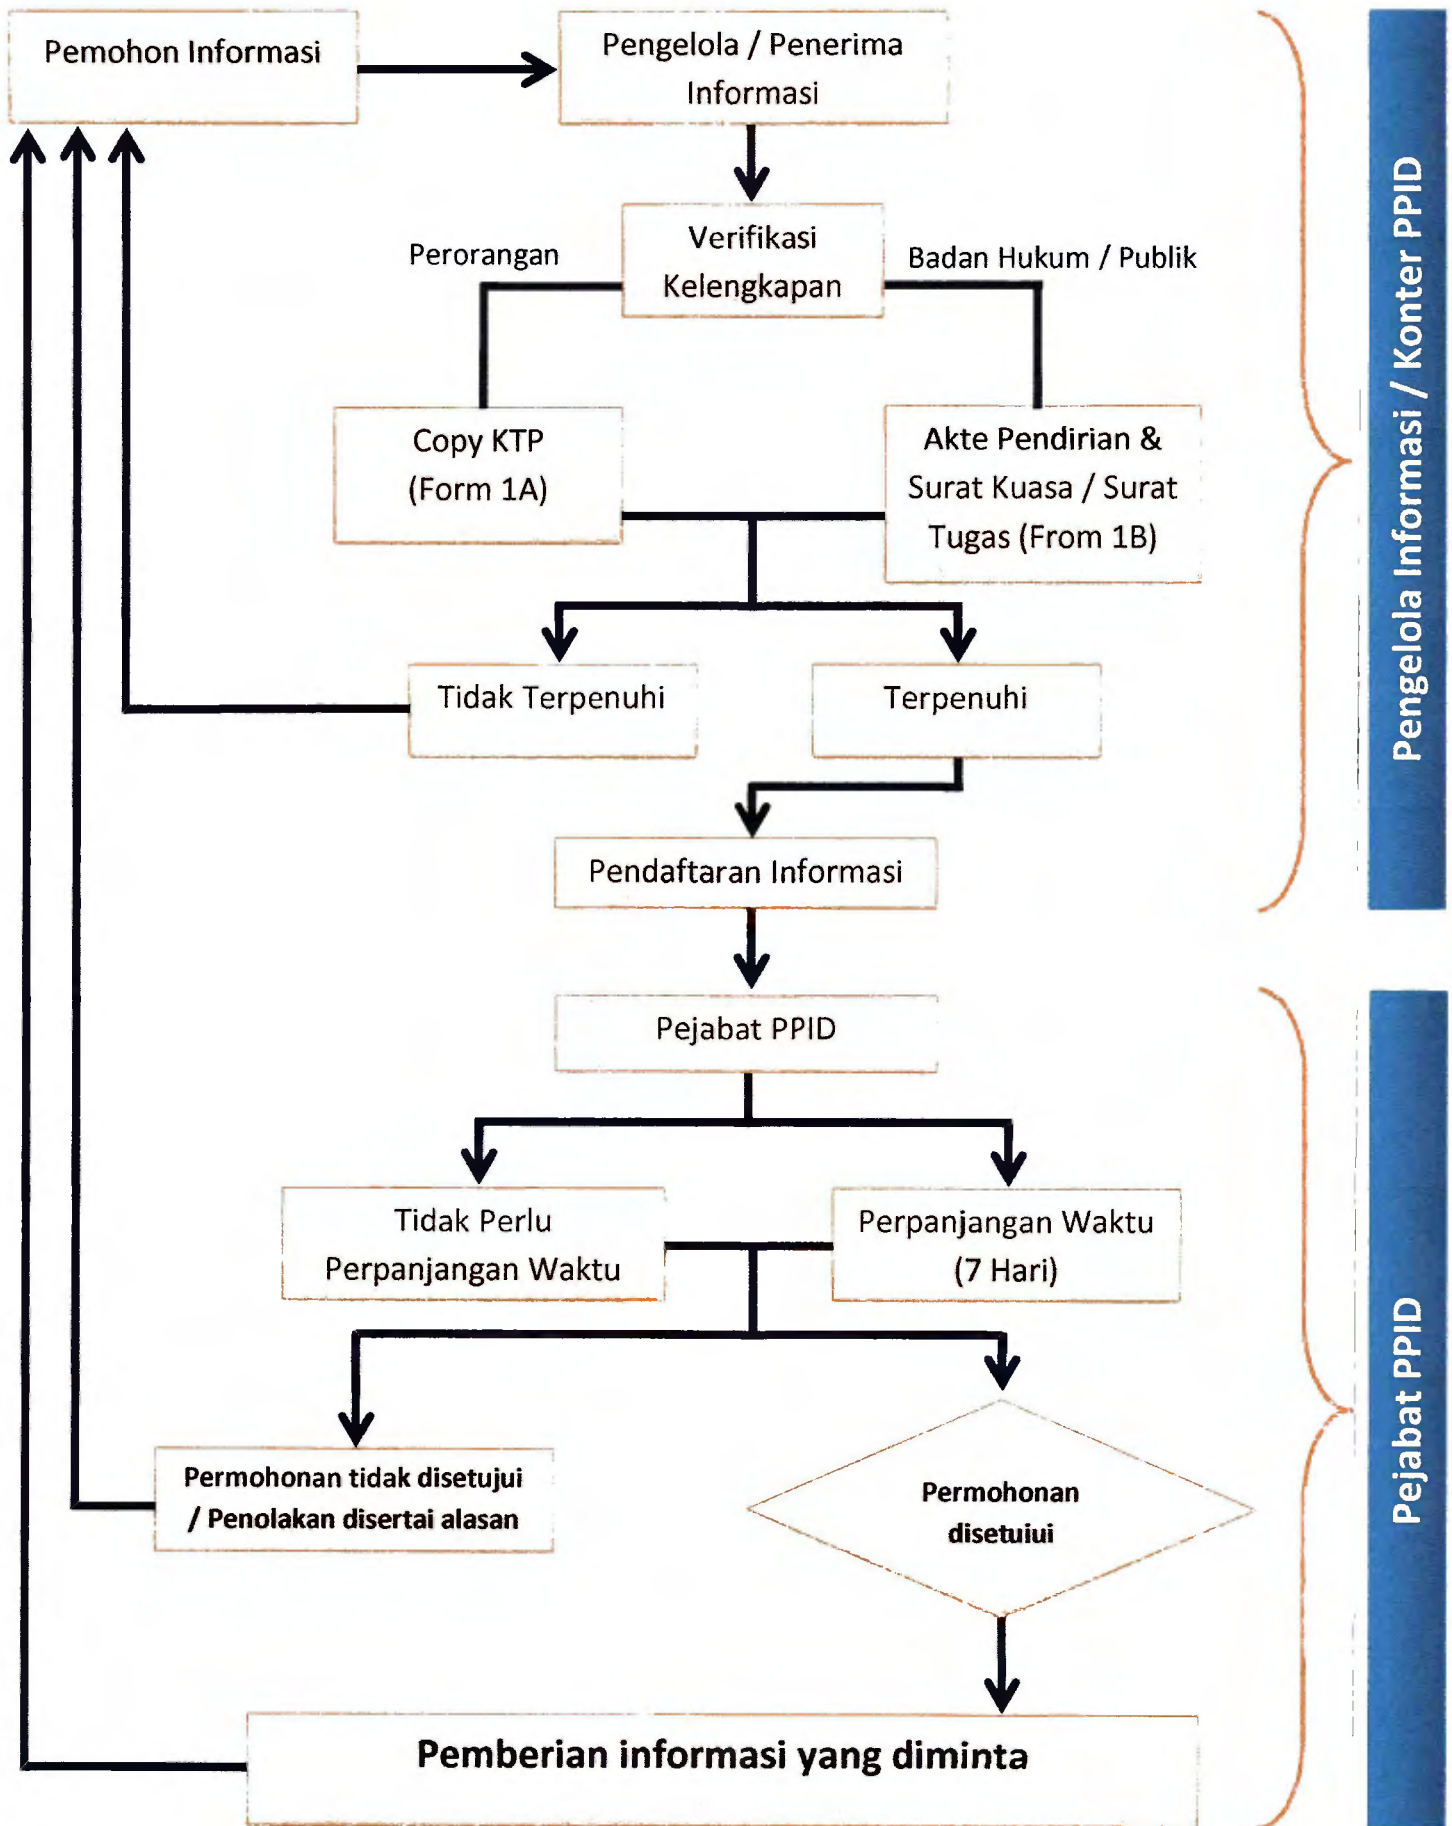 Pemohon Informasi
Pengelola / Penerima
Informasi
Verifikasi
Kelengkapan
Perorangan
Badan Hukum / Publik
Copy KTP
(Form 1A)
Akte Pendirian &
Surat Kuasa / Surat
Tugas (From 1B)
Tidak Terpenuhi
Terpenuhi
Pendaftaran Informasi
Pengelola Informasi / Konter PPID
Pejabat PPID
Tidak Perlu
Perpanjangan Waktu
Perpanjangan Waktu
(7 Hari)
Permohonan tidak disetujui
/ Penolakan disertai alasan
Permohonan
disetuiui
Pemberian informasi yang diminta
Pejabat PPID